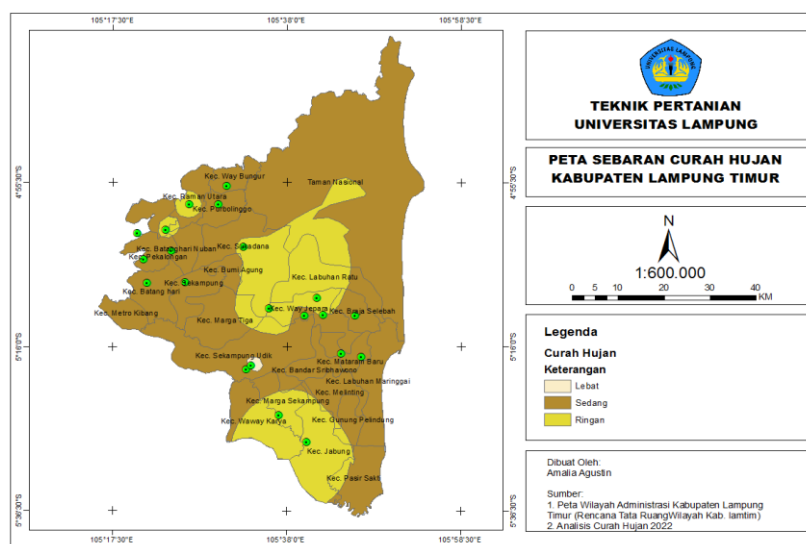 105°17'30"E
105°38'0"E
105°58'30"E
4°55'30"S
5°16'0"S
5°36'30"S
Kec. Way Bungur
Taman Nasional
Kec. Raman Utara
Kec. Purbolinggo
Kec. Batanghari Nuban
Kec. Sukadana
Kec. Pekalongan
Kec. Bumi Agung
Kec. Labuhan Ratu
Kec. Sekampung
Kec. Batang hari
Kec. Metro Kibang
Kec. Marga Tiga
Kec. Way Jepara
Kec. Braja Selebah
Kec. Sekampung Udik
Kec. Mataram Baru
Kec. Bandar Sribhawono
Kec. Labuhan Maringgai
Kec. Melinting
Kec. Marga Sekampung
Kec. Waway Karya
Kec. Gunung Pelindung
Kec. Jabung
Kec. Pasir Sakti
4°55'30"S
5°16'0"S
5°36'30"S
105°17'30"E
105°38'0"E
105°58'30"E
UNIVERSITAS LAMPUNG
TEKNIK PERTANIAN
UNIVERSITAS LAMPUNG
PETA SEBARAN CURAH HUJAN
KABUPATEN LAMPUNG TIMUR
N
1:600.000
0 5 10 20 30 40
KM
Legenda
Curah Hujan
Keterangan
Lebat
Sedang
Ringan
Dibuat Oleh:
Amalia Agustin
Sumber:
1. Peta Wilayah Administrasi Kabupaten Lampung
Timur (Rencana Tata RuangWilayah Kab. lamtim)
2. Analisis Curah Hujan 2022